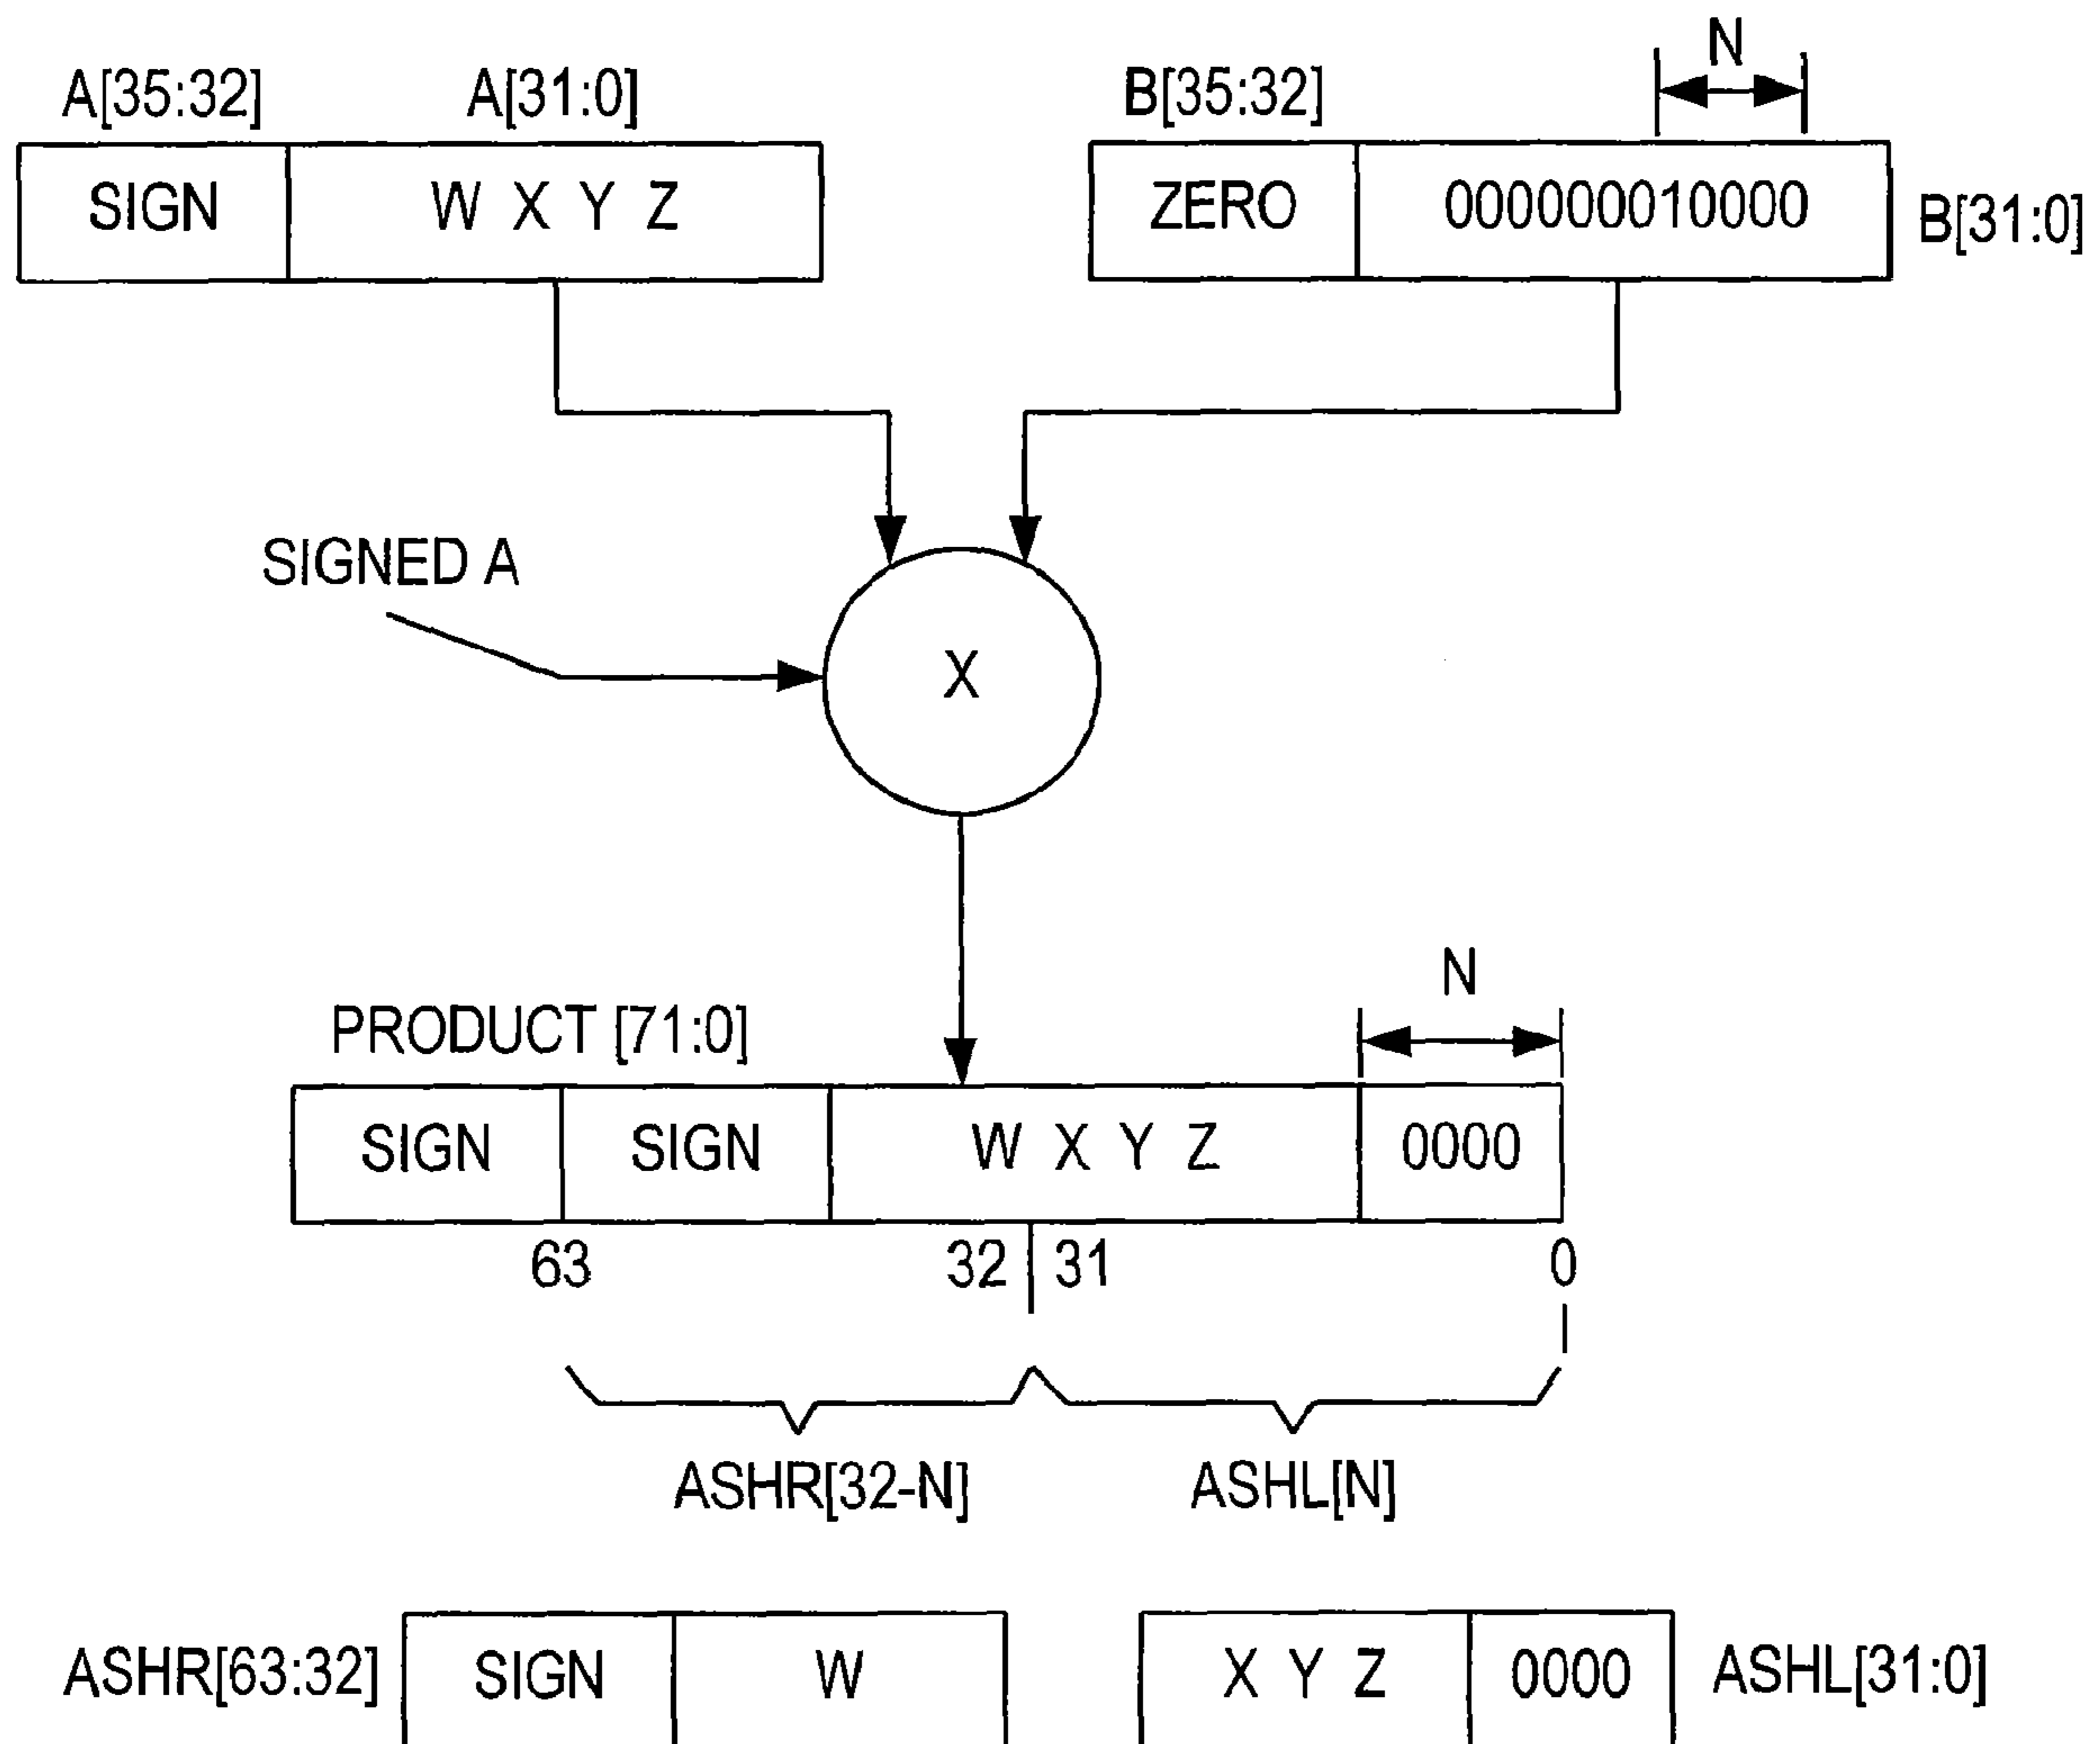 N
A[35:32] A[31:0] B[35:32]
SIGN W X Y Z ZERO 000000010000 B[31:0]
SIGNED A
X
N
PRODUCT [71:0]
SIGN SIGN W X Y Z 0000
63 32 31 0
ASHR[32-N] ASHL[N]
ASHR[63:32] SIGN W X Y Z 0000 ASHL[31:0]